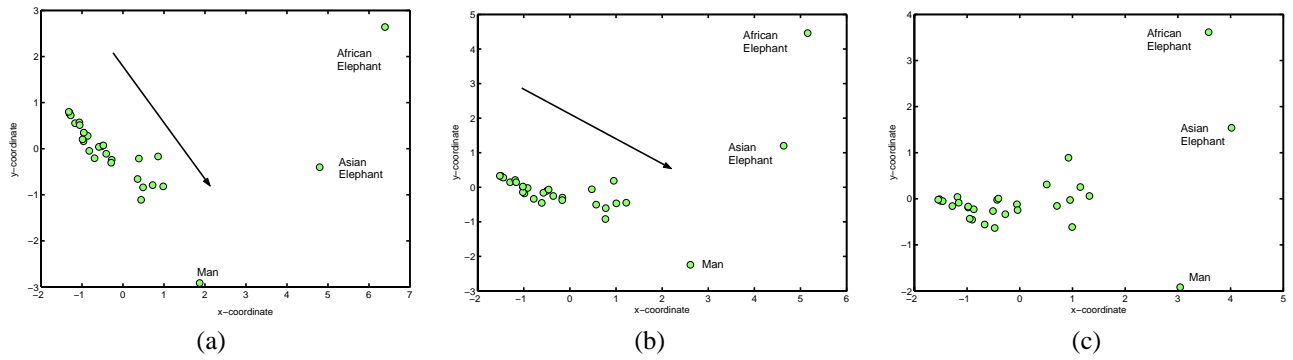 3
2
1
0
−1
−2
−3
−2 −1 0 1 2 3 4 5 6 7
x−coordinate
y−coordinate
African
Elephant
Asian
Elephant
Man
(a)
5
4
3
2
1
0
−1
−2
−3
−2 −1 0 1 2 3 4 5 6
x−coordinate
y−coordinate
African
Elephant
Asian
Elephant
Man
(b)
4
3
2
1
0
−1
−2
−2 −1 0 1 2 3 4 5
x−coordinate
y−coordinate
African
Elephant
Asian
Elephant
Man
(c)